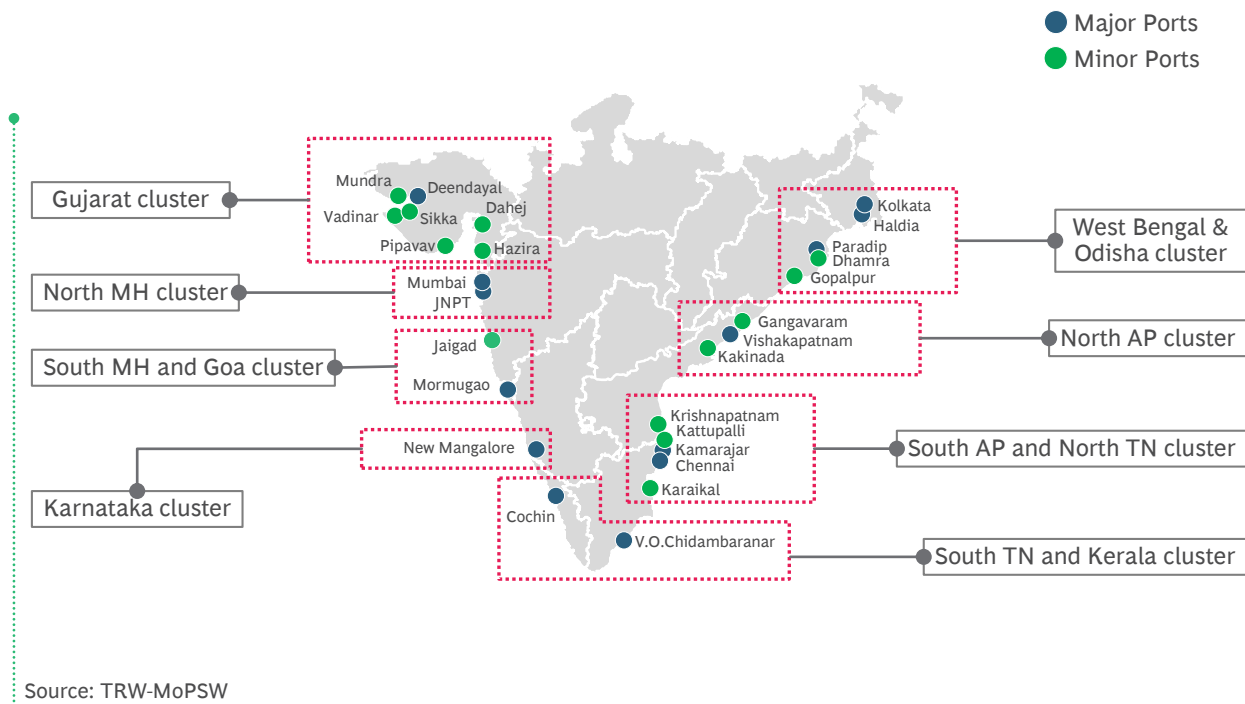 Major Ports
Minor Ports
Gujarat cluster
Mundra
Deendayal
Vadinar
Sikka
Dahej
Pipavav
Hazira
North MH cluster
Mumbai
JNPT
South MH and Goa cluster
Jaigad
Mormugao
Karnataka cluster
New Mangalore
Cochin
V.O.Chidambaranar
South TN and Kerala cluster
Kolkata
Haldia
Paradip
Dhamra
Gopalpur
West Bengal &
Odisha cluster
Gangavaram
Vishakapatnam
Kakinada
North AP cluster
Krishnapatnam
Kattupalli
Kamarajar
Chennai
Karaikal
South AP and North TN cluster
Source: TRW-MoPSW